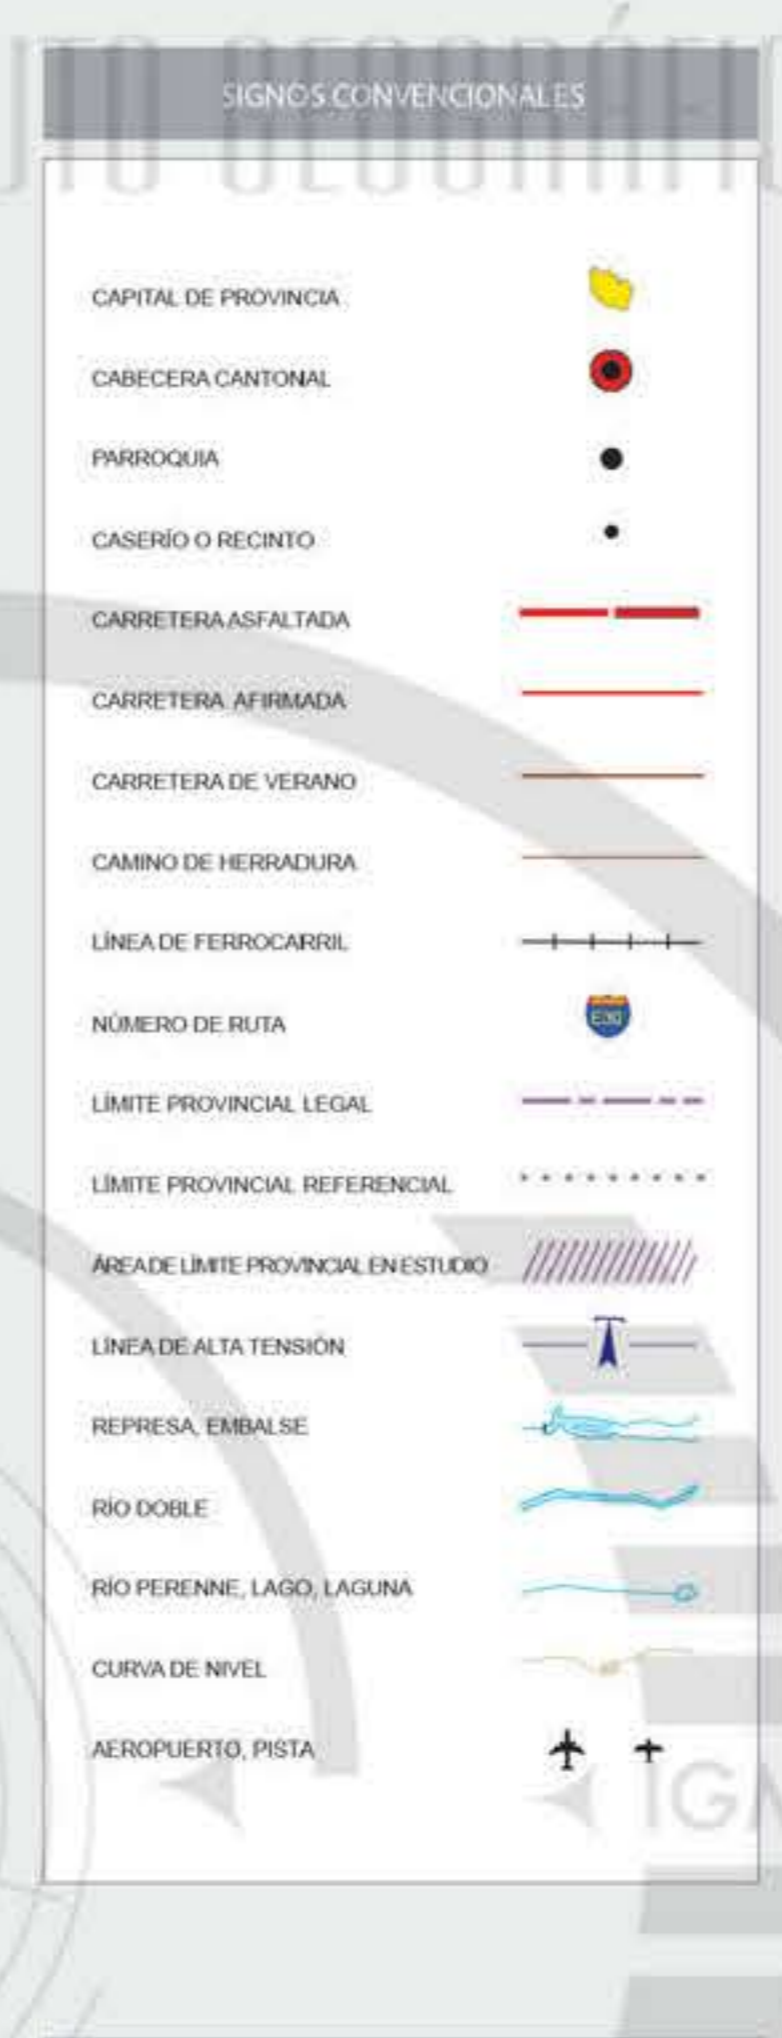 SIGNOS CONVENCIONALES
CAPITAL DE PROVINCIA
CABECERA CANTONAL
PARROQUIA
CASERÍO O RECINTO
CARRETERA ASFALTADA
CARRETERA AFIRMADA
CARRETERA DE VERANO
CAMINO DE HERRADURA
LÍNEA DE FERROCARRIL
NÚMERO DE RUTA
E30
LÍMITE PROVINCIAL LEGAL
LÍMITE PROVINCIAL REFERENCIAL
ÁREA DE LÍMITE PROVINCIAL EN ESTUDIO
LÍNEA DE ALTA TENSIÓN
REPRESA, EMBALSE
RÍO DOBLE
RÍO PERENNE, LAGO, LAGUNA
CURVA DE NIVEL
AEROPUERTO, PISTA